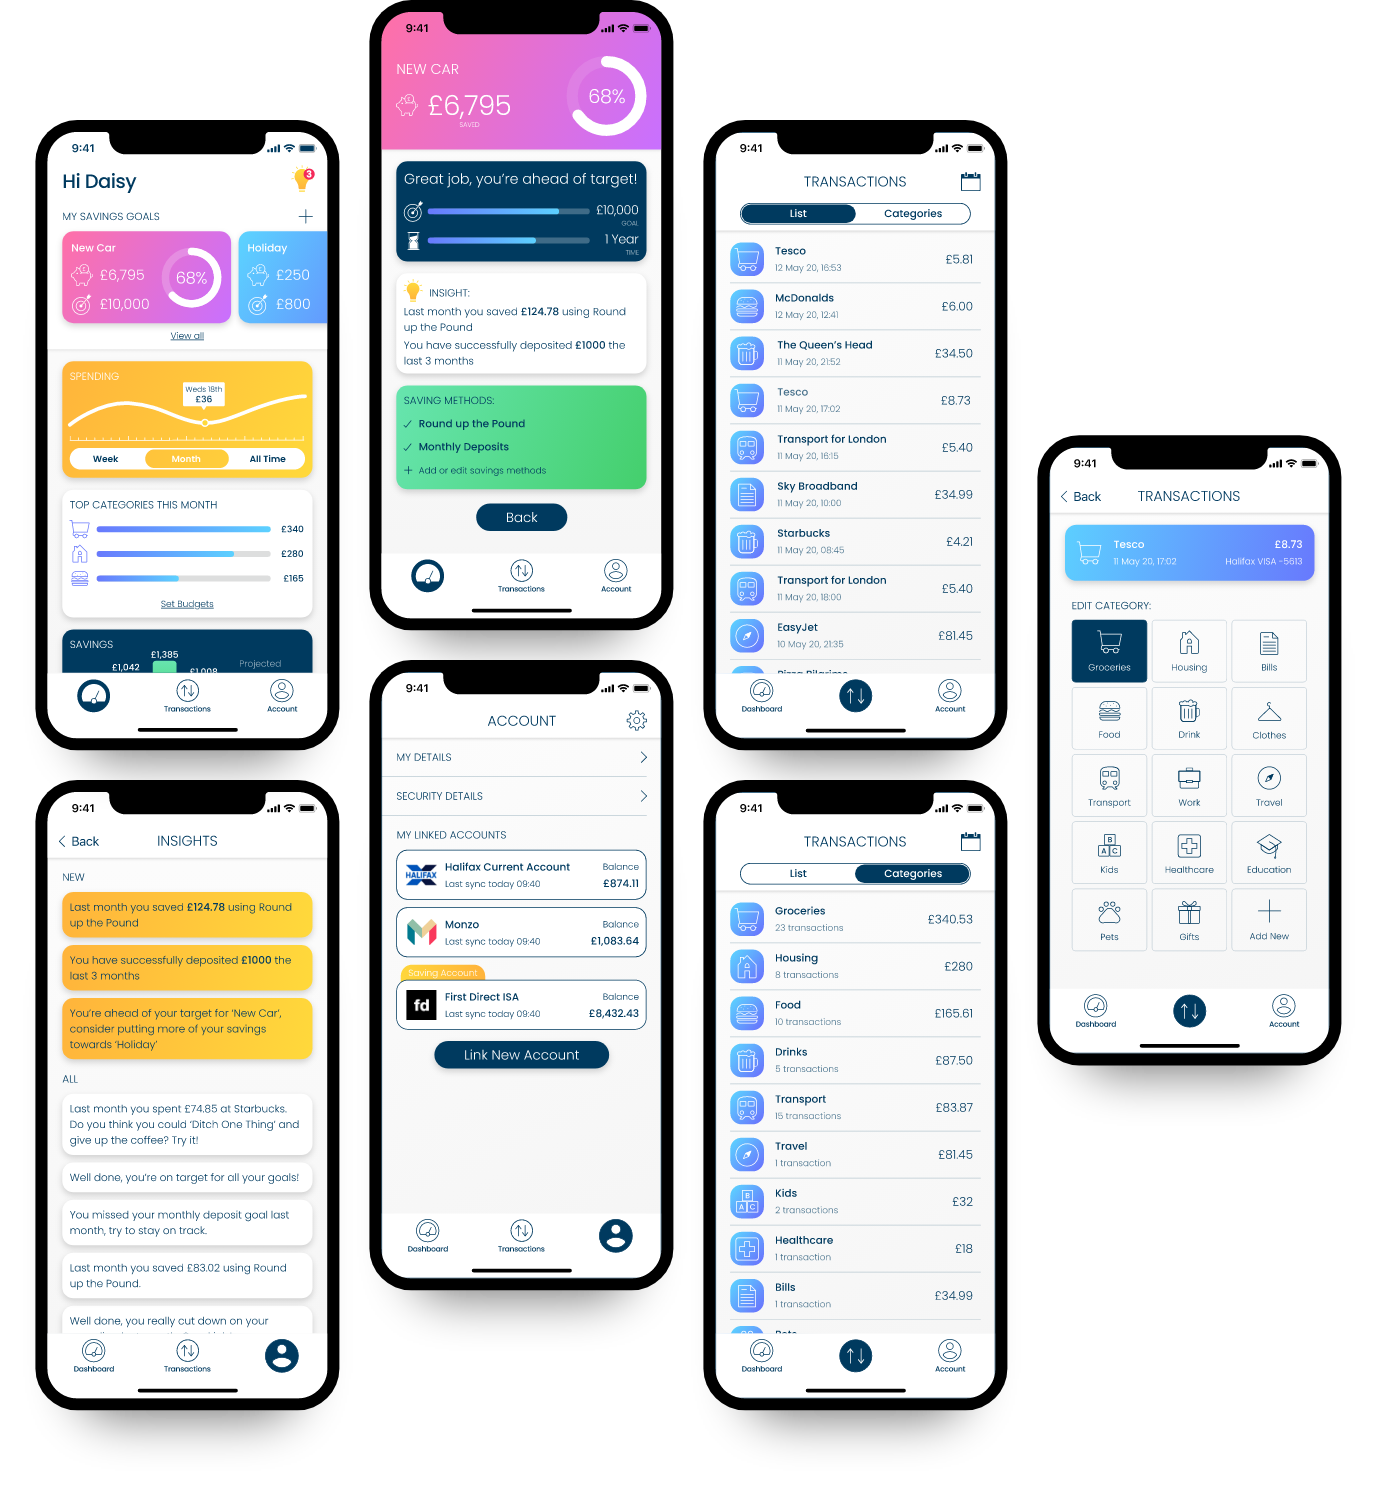 9:41
Hi Daisy
3
MY SAVINGS GOALS
New Car
£6,795
£10,000
68%
Holiday
£250
£800
View all
SPENDING
Weds 18th
£36
Week Month All Time
TOP CATEGORIES THIS MONTH
£340
£280
£165
Set Budgets
SAVINGS
£1,385
£1,042
£1,008
Projected
Transactions Account
9:41
NEW CAR
£6,795
SAVED
68%
Great job, you're ahead of target!
£10,000
GOAL
1 Year
TIME
INSIGHT:
Last month you saved £124.78 using Round
up the Pound
You have successfully deposited £1000 the
last 3 months
SAVING METHODS:
Round up the Pound
Monthly Deposits
Add or edit savings methods
Back
Transactions Account
9:41
TRANSACTIONS
List Categories
Tesco
12 May 20, 16:53
£5.81
McDonalds
12 May 20, 12:41
£6.00
The Queen's Head
11 May 20, 21:52
£34.50
Tesco
11 May 20, 17:02
£8.73
Transport for London
11 May 20, 16:15
£5.40
Sky Broadband
11 May 20, 10:00
£34.99
Starbucks
11 May 20, 08:45
£4.21
Transport for London
11 May 20, 18:00
£5.40
EasyJet
10 May 20, 21:35
£81.45
Pizza Pilgrims
Dashboard Account
9:41
Back TRANSACTIONS
Tesco £8.73
11 May 20, 17:02 Halifax VISA -5613
EDIT CATEGORY:
Groceries Housing Bills
Food Drink Clothes
Transport Work Travel
B
A C
Kids Healthcare Education
Pets Gifts Add New
Dashboard Account
9:41
Back INSIGHTS
NEW
Last month you saved £124.78 using Round
up the Pound
You have successfully deposited £1000 the
last 3 months
You're ahead of your target for 'New Car',
consider putting more of your savings
towards 'Holiday'
ALL
Last month you spent £74.85 at Starbucks.
Do you think you could 'Ditch One Thing' and
give up the coffee? Try it!
Well done, you're on target for all your goals!
You missed your monthly deposit goal last
month, try to stay on track.
Last month you saved £83.02 using Round
up the Pound.
Well done, you really cut down on your
Dashboard Transactions
9:41
ACCOUNT
MY DETAILS
SECURITY DETAILS
MY LINKED ACCOUNTS
HALIFAX
Halifax Current Account Balance
Last sync today 09:40 £874.11
Monzo Balance
Last sync today 09:40 £1,083.64
Saving Account
fd
First Direct ISA Balance
Last sync today 09:40 £8,432.43
Link New Account
Dashboard Transactions
9:41
TRANSACTIONS
List Categories
Groceries
23 transactions
£340.53
Housing
8 transactions
£280
Food
10 transactions
£165.61
Drinks
5 transactions
£87.50
Transport
15 transactions
£83.87
Travel
1 transaction
£81.45
B
A C
Kids
2 transactions
£32
Healthcare
1 transaction
£18
Bills
1 transaction
£34.99
Pets
Dashboard Account